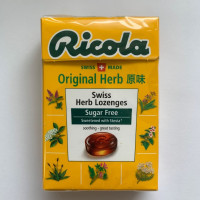 Ricola
SWISS MADE
Original Herb 原味
Swiss
Herb Lozenges
Sugar Free
Sweetened with Stevia
soothing - great tasting